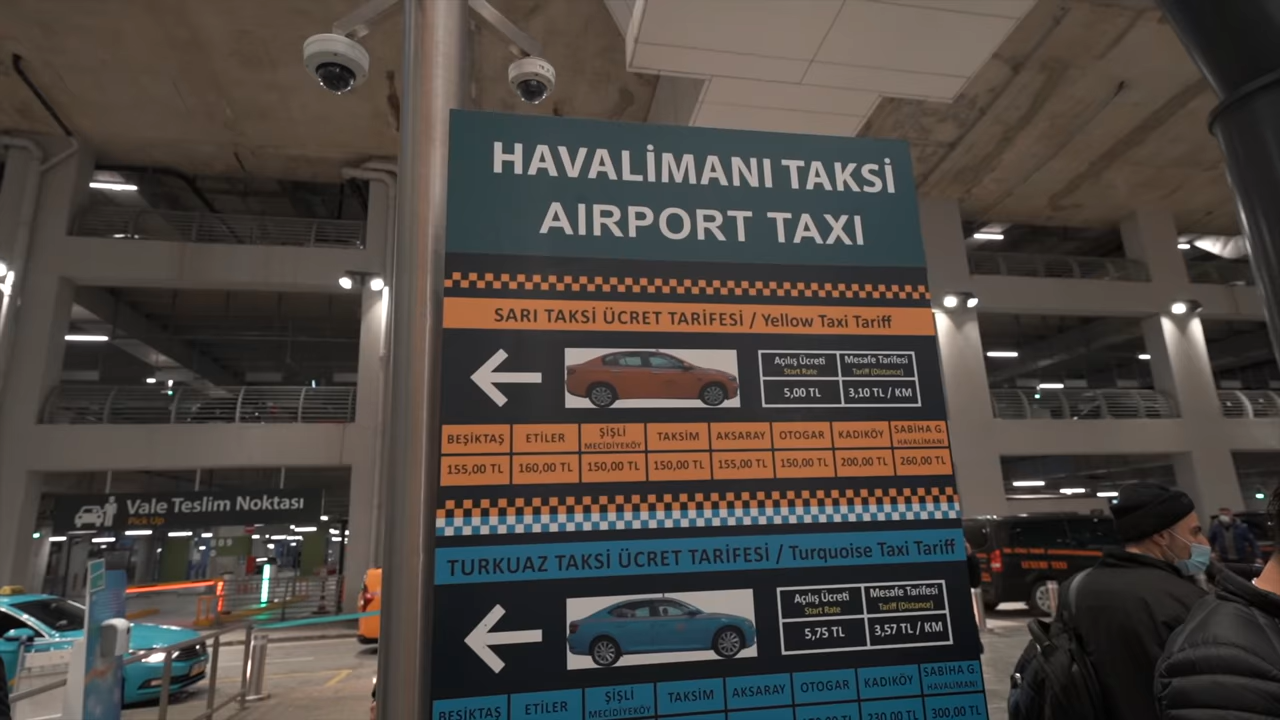 HAVALİMANI TAKSİ
AIRPORT TAXI
SARI TAKSİ ÜCRET TARİFESİ / Yellow Taxi Tariff
Açılış Ücreti Mesafe Tarifesi
Start Rate Tariff (Distance)
5,00 TL 3,10 TL / KM
BEŞİKTAŞ ETİLER ŞİŞLİ MECİDİYEKÖY TAKSİM AKSARAY OTOGAR KADIKÖY SABİHA G. HAVALİMANI
155,00 TL 160,00 TL 150,00 TL 150,00 TL 155,00 TL 150,00 TL 200,00 TL 260,00 TL
Vale Teslim Noktası
Pick Up
TURKUAZ TAKSİ ÜCRET TARİFESİ / Turquoise Taxi Tariff
Açılış Ücreti Mesafe Tarifesi
Start Rate Tariff (Distance)
5,75 TL 3,57 TL / KM
BEŞİKTAŞ ETİLER ŞİŞLİ MECİDİYEKÖY TAKSİM AKSARAY OTOGAR KADIKÖY SABİHA G. HAVALIMANI
230,00 TL 300,00 TL
LUXURY TAXI